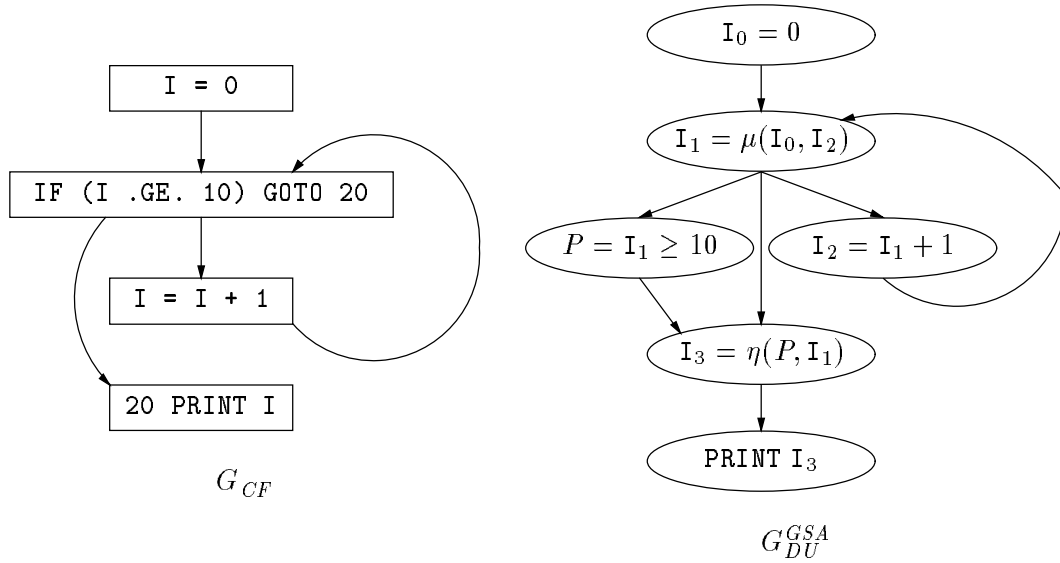 I = 0
IF (I .GE. 10) GOTO 20
I = I + 1
20 PRINT I
G_CF
I₀ = 0
I₁ = μ(I₀, I₂)
P = I₁ ≥ 10
I₂ = I₁ + 1
I₃ = η(P, I₁)
PRINT I₃
G_DU^GSA